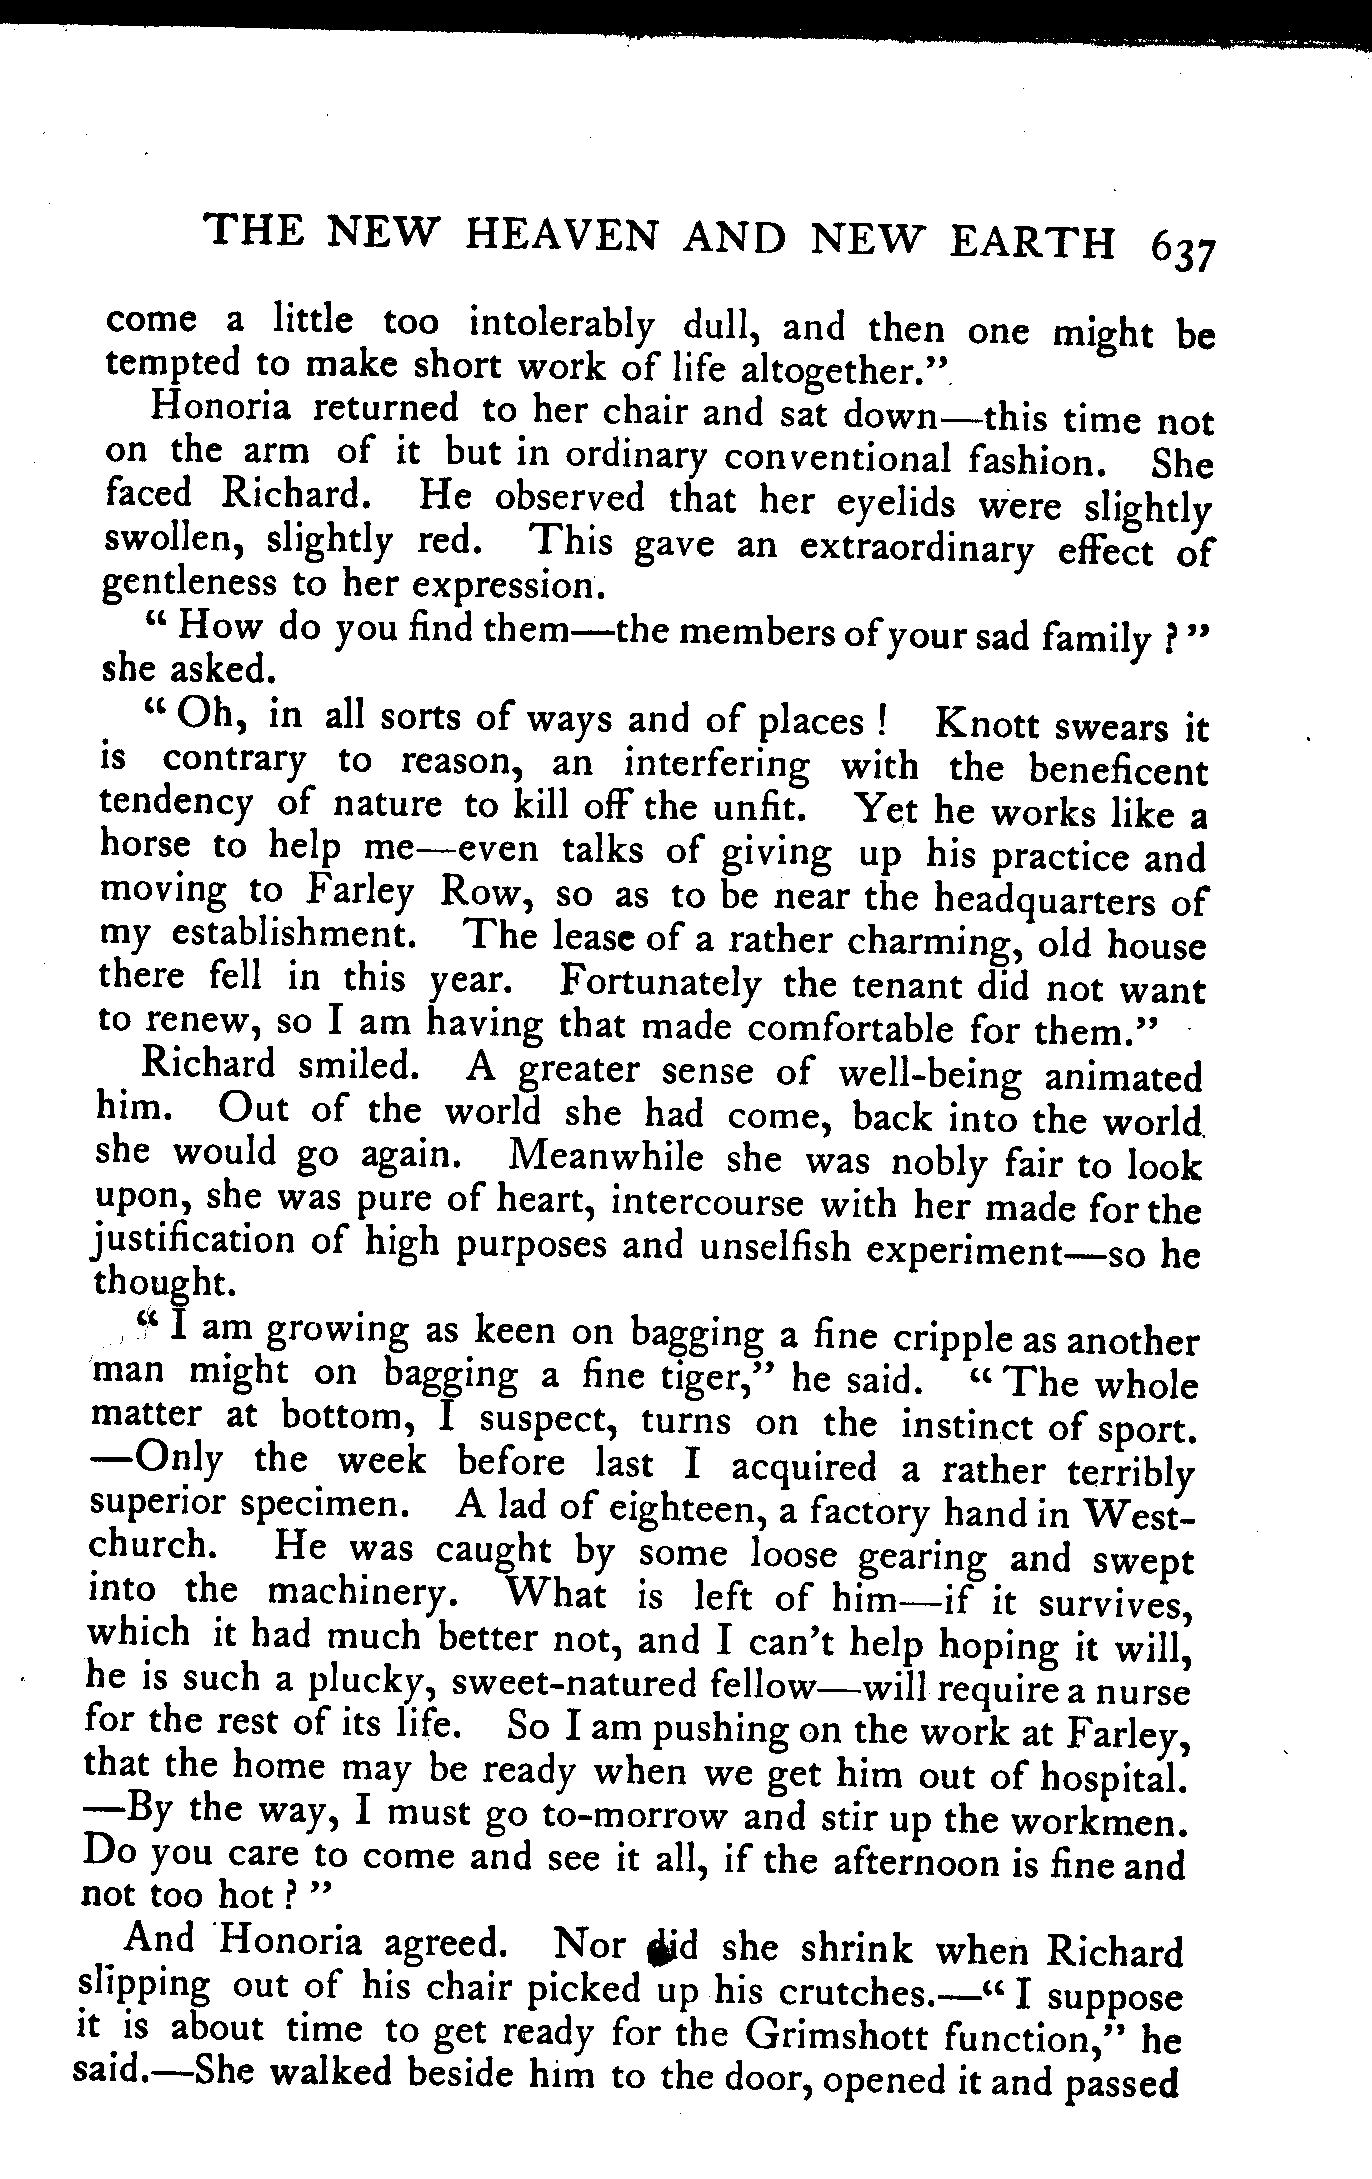 THE NEW HEAVEN AND NEW EARTH 637
come a little too intolerably dull, and then one might be
tempted to make short work of life altogether."
Honoria returned to her chair and sat down—this time not
on the arm of it but in ordinary conventional fashion. She
faced Richard. He observed that her eyelids were slightly
swollen, slightly red. This gave an extraordinary effect of
gentleness to her expression.
"How do you find them—the members of your sad family?"
she asked.
"Oh, in all sorts of ways and of places! Knott swears it
is contrary to reason, an interfering with the beneficent
tendency of nature to kill off the unfit. Yet he works like a
horse to help me—even talks of giving up his practice and
moving to Farley Row, so as to be near the headquarters of
my establishment. The lease of a rather charming, old house
there fell in this year. Fortunately the tenant did not want
to renew, so I am having that made comfortable for them."
Richard smiled. A greater sense of well-being animated
him. Out of the world she had come, back into the world
she would go again. Meanwhile she was nobly fair to look
upon, she was pure of heart, intercourse with her made for the
justification of high purposes and unselfish experiment—so he
thought.
"I am growing as keen on bagging a fine cripple as another
man might on bagging a fine tiger," he said. "The whole
matter at bottom, I suspect, turns on the instinct of sport.
—Only the week before last I acquired a rather terribly
superior specimen. A lad of eighteen, a factory hand in West-
church. He was caught by some loose gearing and swept
into the machinery. What is left of him—if it survives,
which it had much better not, and I can't help hoping it will,
he is such a plucky, sweet-natured fellow—will require a nurse
for the rest of its life. So I am pushing on the work at Farley,
that the home may be ready when we get him out of hospital.
—By the way, I must go to-morrow and stir up the workmen.
Do you care to come and see it all, if the afternoon is fine and
not too hot?"
And Honoria agreed. Nor did she shrink when Richard
slipping out of his chair picked up his crutches.—"I suppose
it is about time to get ready for the Grimshott function," he
said.—She walked beside him to the door, opened it and passed